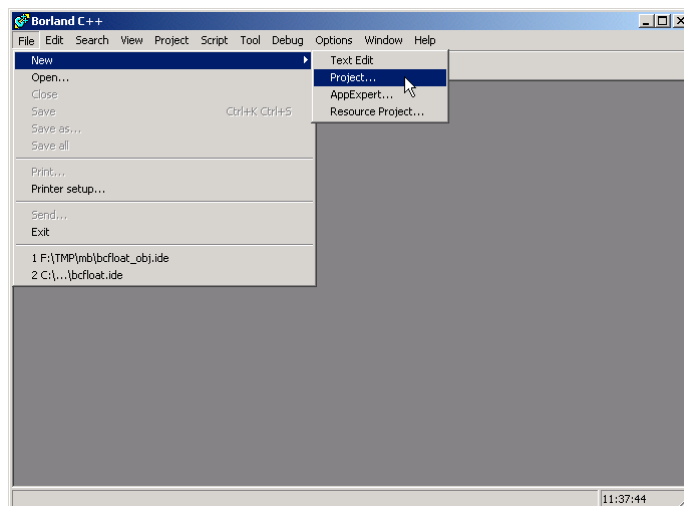 Borland C++
File Edit Search View Project Script Tool Debug Options Window Help
New
Open...
Close
Save Ctrl+K Ctrl+S
Save as...
Save all
Print...
Printer setup...
Send...
Exit
1 F:\TMP\mb\bcfloat_obj.ide
2 C:\...\bcfloat.ide
Text Edit
Project...
AppExpert...
Resource Project...
11:37:44